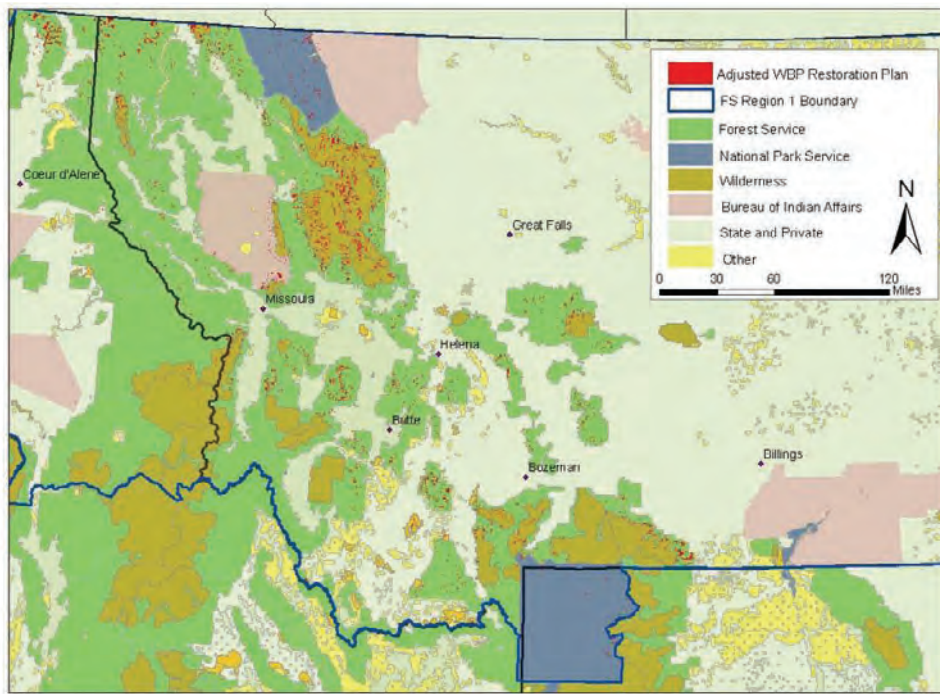 Adjusted WBP Restoration Plan
FS Region 1 Boundary
Forest Service
National Park Service
Wilderness
Bureau of Indian Affairs
State and Private
Other
N
0 30 60 120
Miles
Coeur d'Alene
Great Falls
Missoula
Helena
Butte
Billings
Bozeman